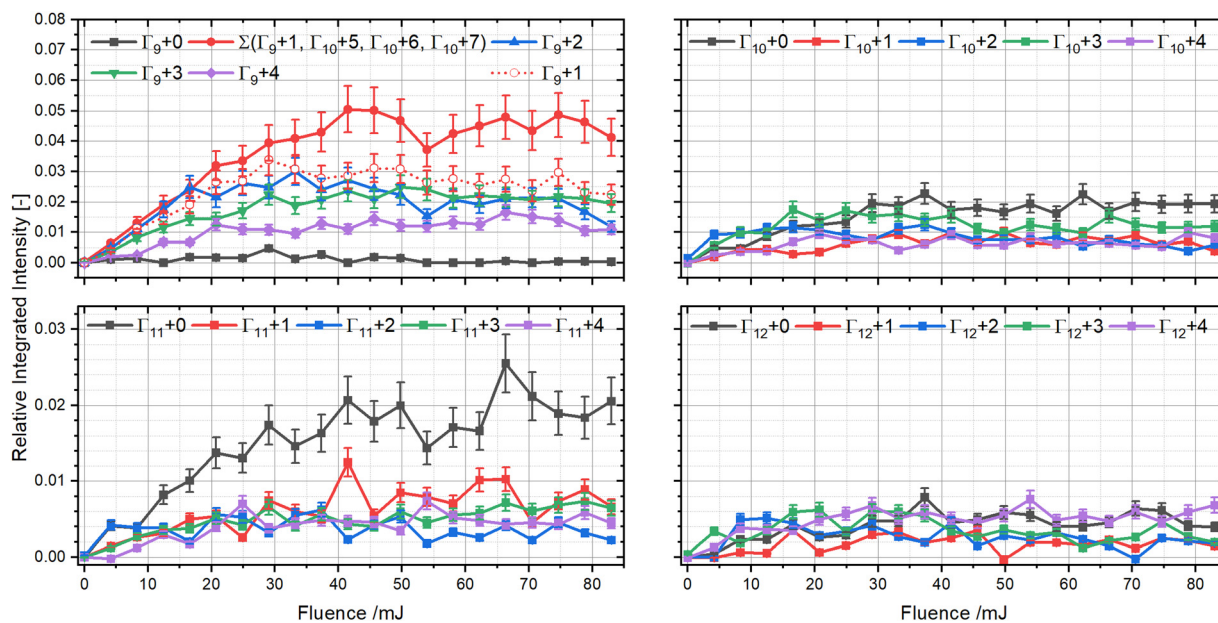 Γ9+0 Σ(Γ9+1, Γ10+5, Γ10+6, Γ10+7) Γ9+2
Γ9+3 Γ9+4 Γ9+1
0.08
0.07
0.06
0.05
0.04
0.03
0.02
0.01
0.00
Γ10+0 Γ10+1 Γ10+2 Γ10+3 Γ10+4
Relative Integrated Intensity [-]
Γ11+0 Γ11+1 Γ11+2 Γ11+3 Γ11+4
0.03
0.02
0.01
0.00
0 10 20 30 40 50 60 70 80
Fluence /mJ
Γ12+0 Γ12+1 Γ12+2 Γ12+3 Γ12+4
0 10 20 30 40 50 60 70 80
Fluence /mJ